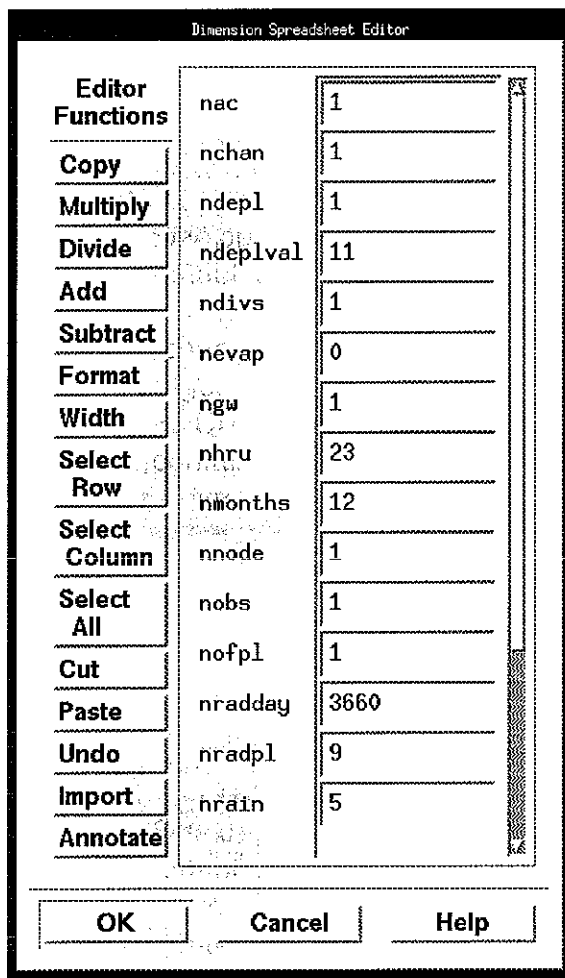 Dimension Spreadsheet Editor
Editor
Functions
Copy
Multiply
Divide
Add
Subtract
Format
Width
Select
Row
Select
Column
Select
All
Cut
Paste
Undo
Import
Annotate
nac 1
nchan 1
ndepl 1
ndeplval 11
ndivs 1
nevap 0
ngw 1
nhru 23
nmonths 12
nnode 1
nobs 1
nofpl 1
nradday 3660
nradpl 9
nrain 5
OK Cancel Help